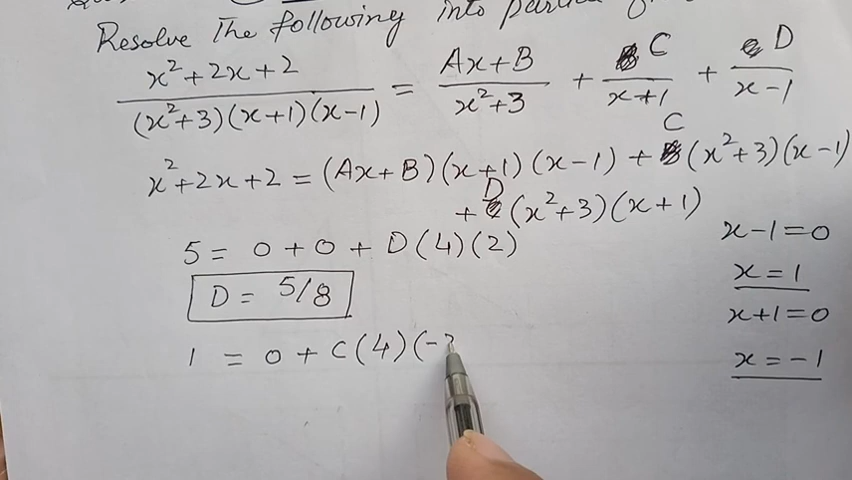 Resolve The following into
x²+2x+2 / (x²+3)(x+1)(x-1) = Ax+B / x²+3 + C / x+1 + D / x-1
x²+2x+2 = (Ax+B)(x+1)(x-1) + C(x²+3)(x-1)
+ D(x²+3)(x+1)
5 = 0 + 0 + D(4)(2)
D = 5/8
1 = 0 + C(4)(-
x-1=0
x=1
x+1=0
x=-1